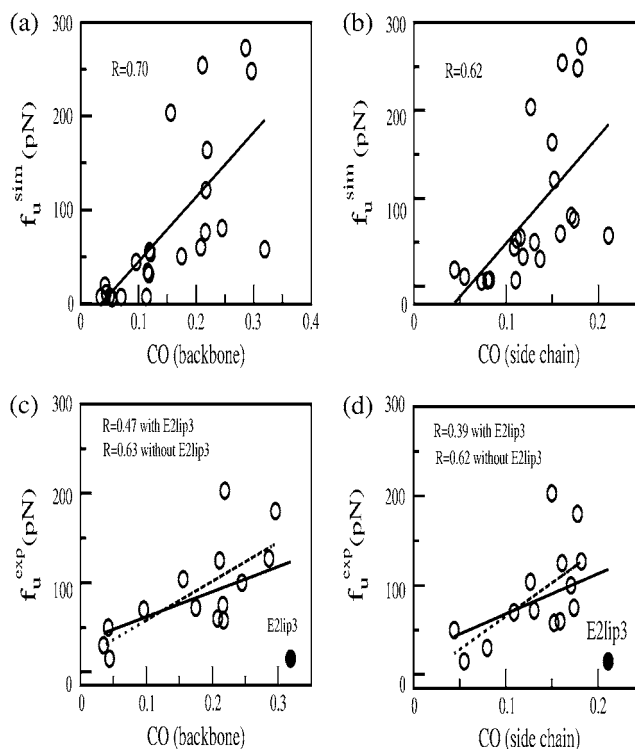 (a)
R=0.70
300
200
100
0
f_u^sim (pN)
0 0.1 0.2 0.3 0.4
CO (backbone)
(b)
R=0.62
300
200
100
0
f_u^sim (pN)
0 0.1 0.2
CO (side chain)
(c)
R=0.47 with E2lip3
R=0.63 without E2lip3
E2lip3
300
200
100
0
f_u^exp (pN)
0 0.1 0.2 0.3
CO (backbone)
(d)
R=0.39 with E2lip3
R=0.62 without E2lip3
E2lip3
300
200
100
0
f_u^exp (pN)
0 0.1 0.2
CO (side chain)